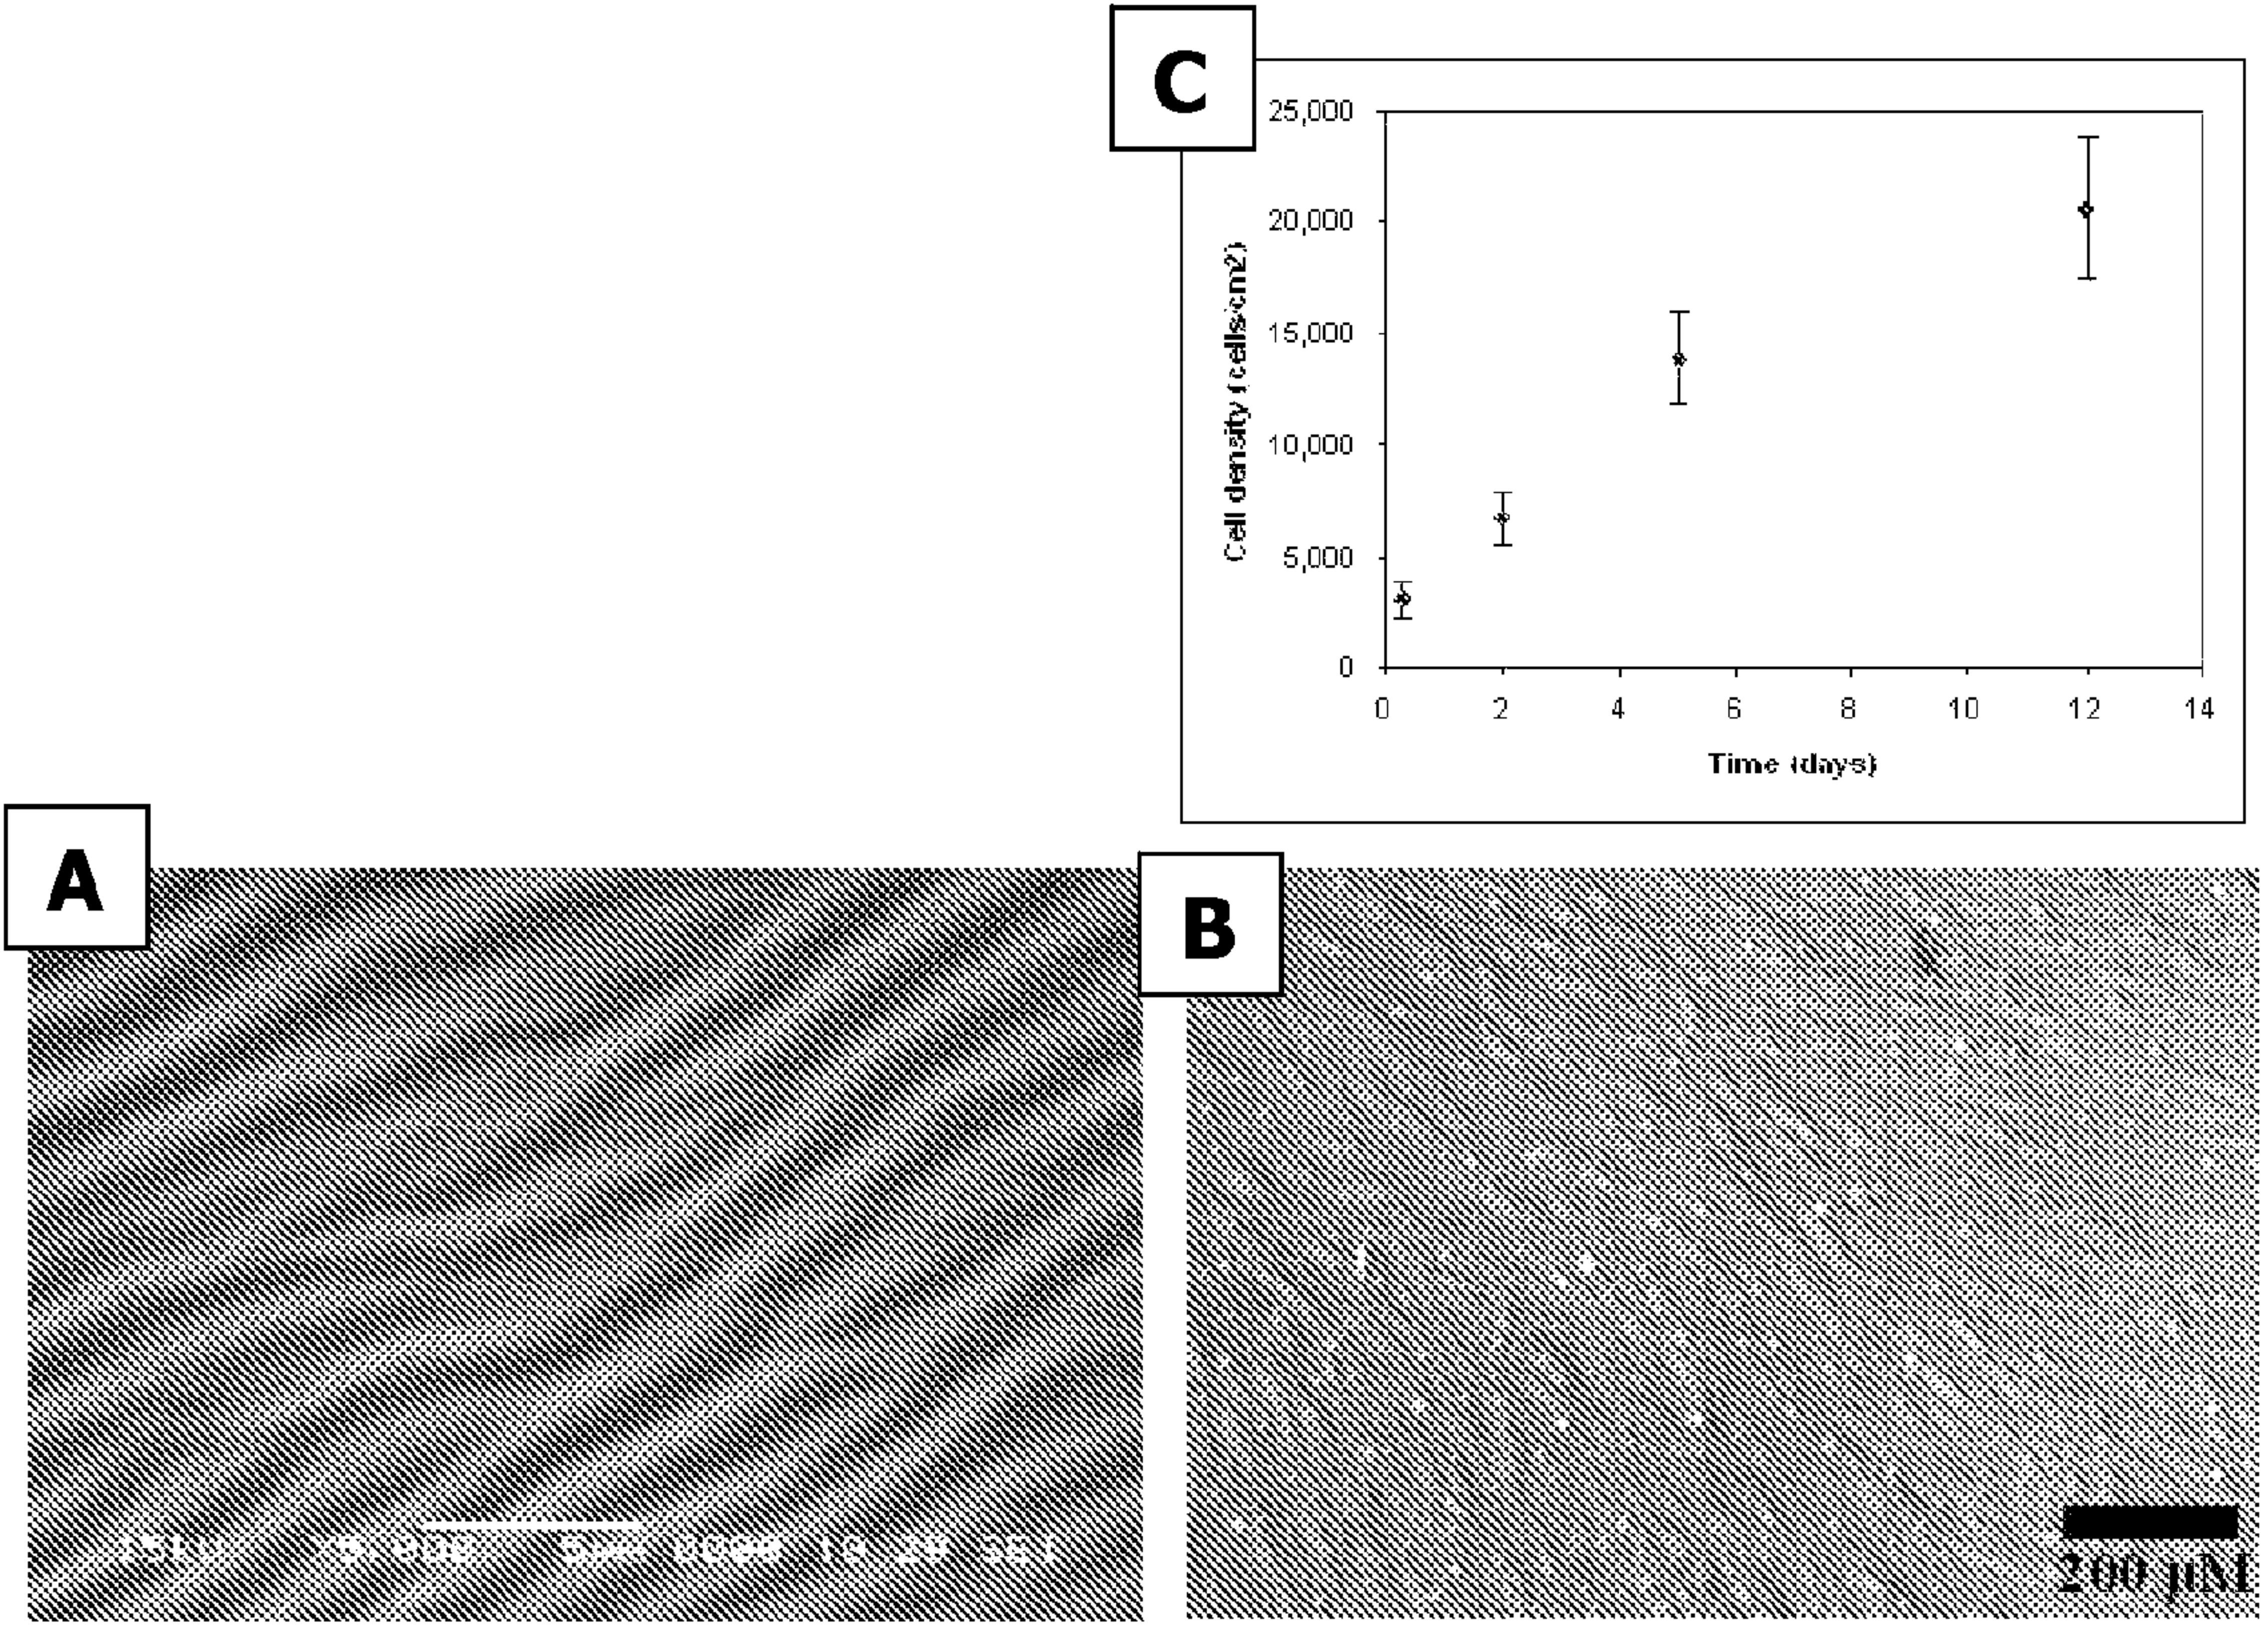 C
25,000
20,000
15,000
10,000
5,000
0
Cell density (cells/cm2)
0 2 4 6 8 10 12 14
Time (days)
A
B
5µm
200 µM